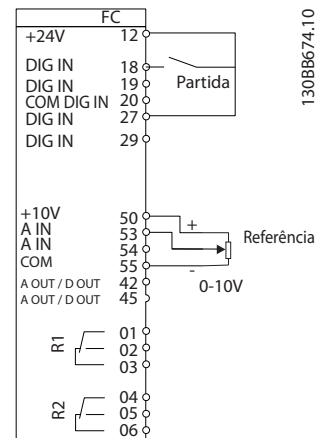 FC
+24V 12
DIG IN 18
DIG IN 19
COM DIG IN 20
DIG IN 27
DIG IN 29
Partida
+10V 50
A IN 53
A IN 54
COM 55
A OUT / D OUT 42
A OUT / D OUT 45
+
-
0-10V
Referência
R1
01
02
03
R2
04
05
06
130BB674.10